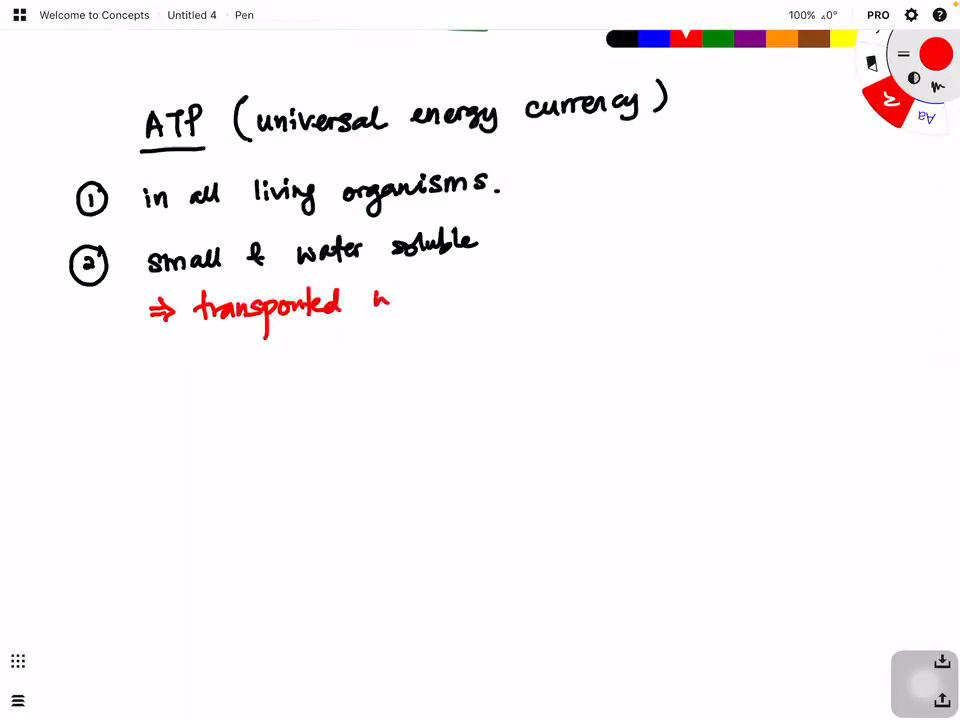 Welcome to Concepts Untitled 4 Pen 100% ⊿0° PRO
Aa
ATP (universal energy currency)
① in all living organisms.
② small & water soluble
⇒ transported